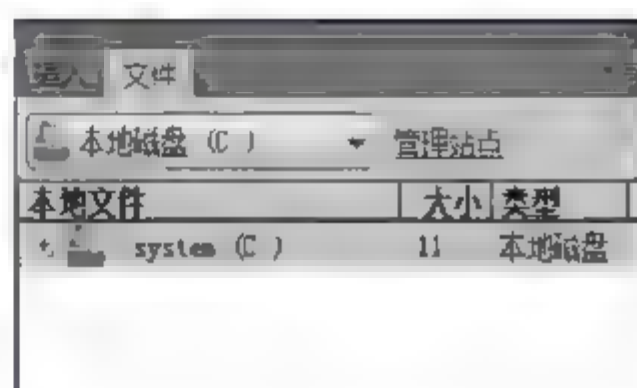 文件
本地磁盘 (C ) 管理站点
本地文件 大小 类型
system (C ) 11 本地磁盘